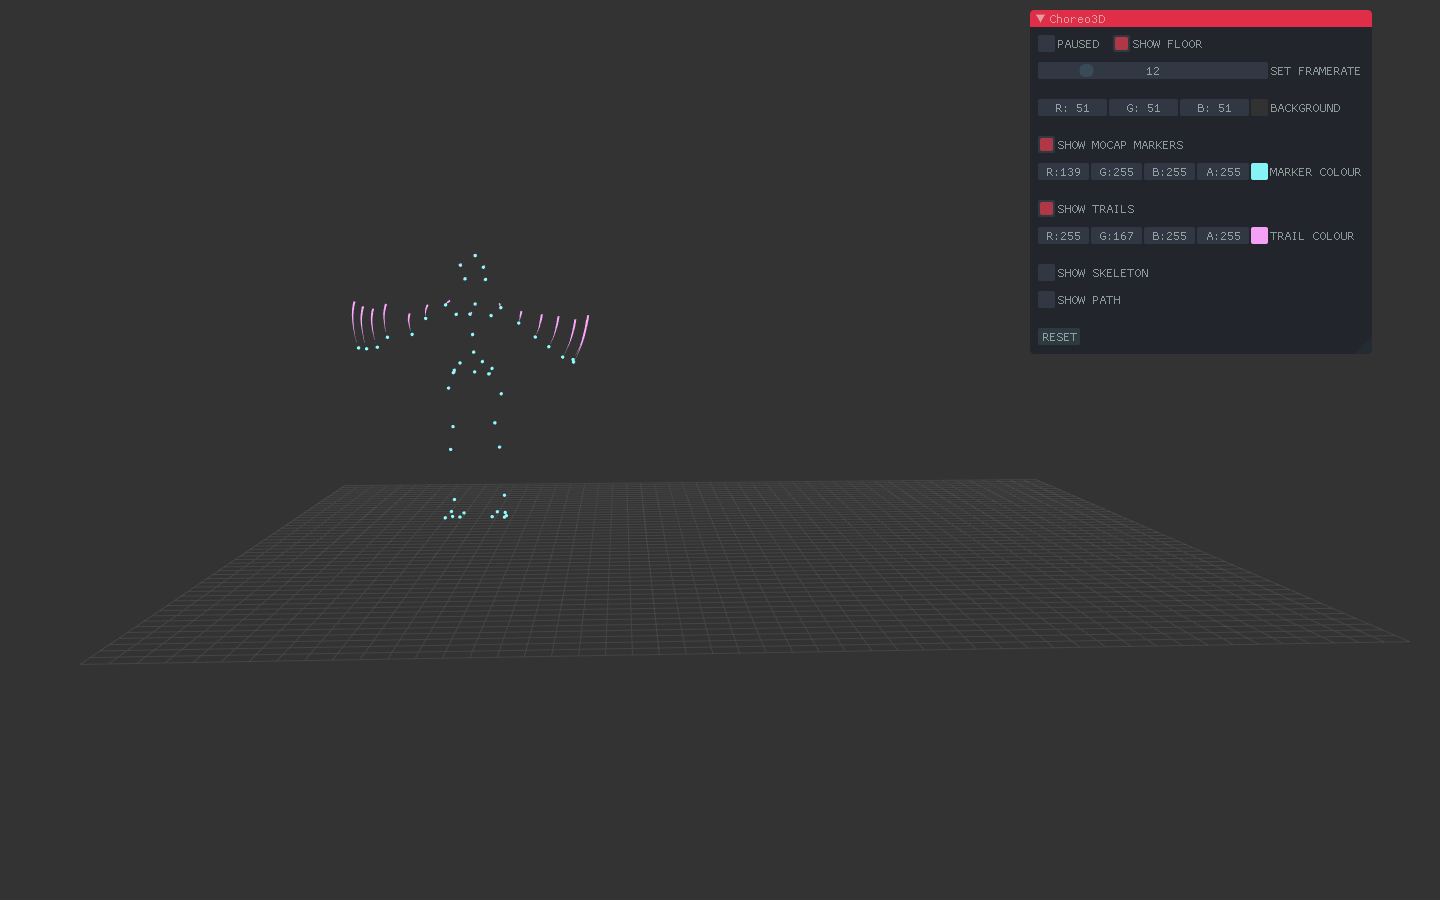 Choreo3D
PAUSED SHOW FLOOR
12 SET FRAMERATE
R: 51 G: 51 B: 51 BACKGROUND
SHOW MOCAP MARKERS
R:139 G:255 B:255 A:255 MARKER COLOUR
SHOW TRAILS
R:255 G:167 B:255 A:255 TRAIL COLOUR
SHOW SKELETON
SHOW PATH
RESET